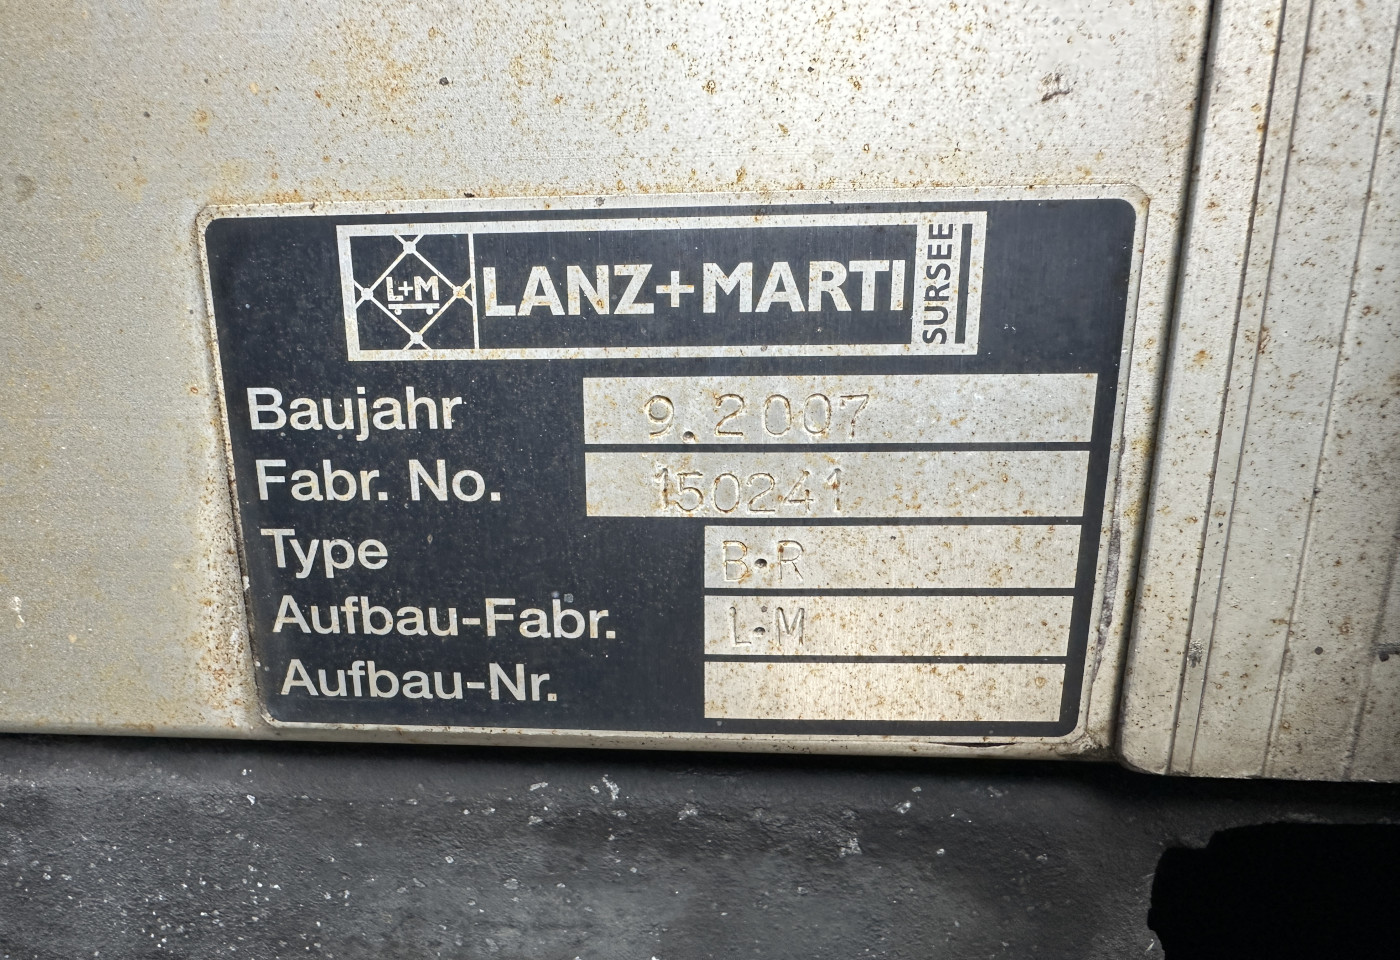 L+M LANZ+MARTI SURSEE
Baujahr 9.2007
Fabr. No. 150241
Type B·R
Aufbau-Fabr. L·M
Aufbau-Nr.